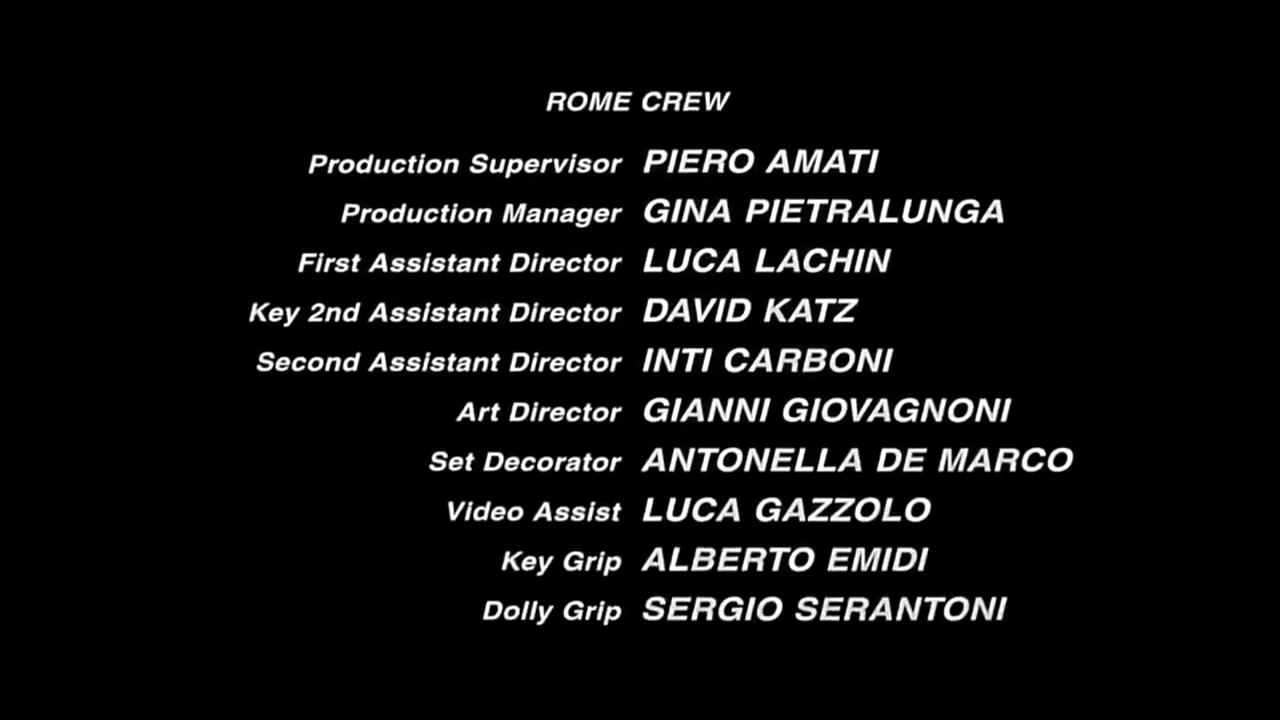 ROME CREW
Production Supervisor PIERO AMATI
Production Manager GINA PIETRALUNGA
First Assistant Director LUCA LACHIN
Key 2nd Assistant Director DAVID KATZ
Second Assistant Director INTI CARBONI
Art Director GIANNI GIOVAGNONI
Set Decorator ANTONELLA DE MARCO
Video Assist LUCA GAZZOLO
Key Grip ALBERTO EMIDI
Dolly Grip SERGIO SERANTONI